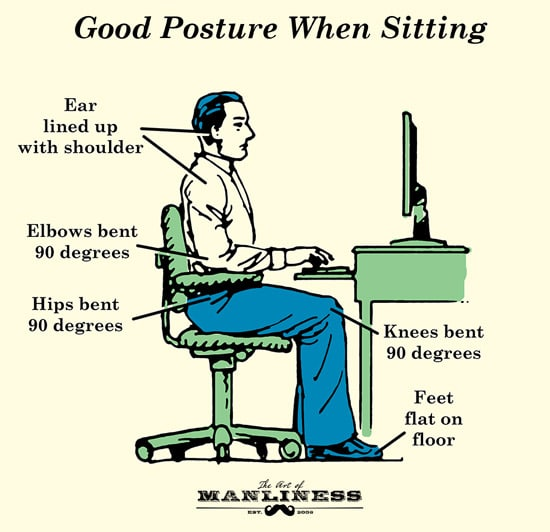 Good Posture When Sitting
Ear
lined up
with shoulder
Elbows bent
90 degrees
Hips bent
90 degrees
Knees bent
90 degrees
Feet
flat on
floor
The Art of
MANLINESS
EST. 2008